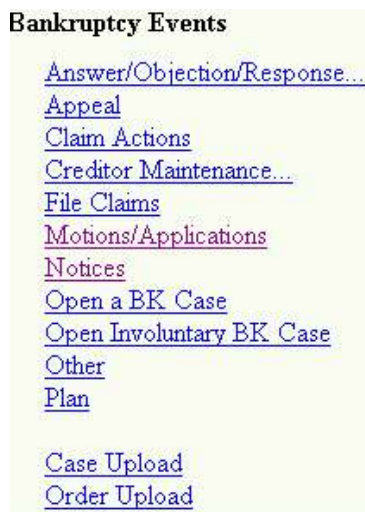 Bankruptcy Events
Answer/Objection/Response...
Appeal
Claim Actions
Creditor Maintenance...
File Claims
Motions/Applications
Notices
Open a BK Case
Open Involuntary BK Case
Other
Plan
Case Upload
Order Upload